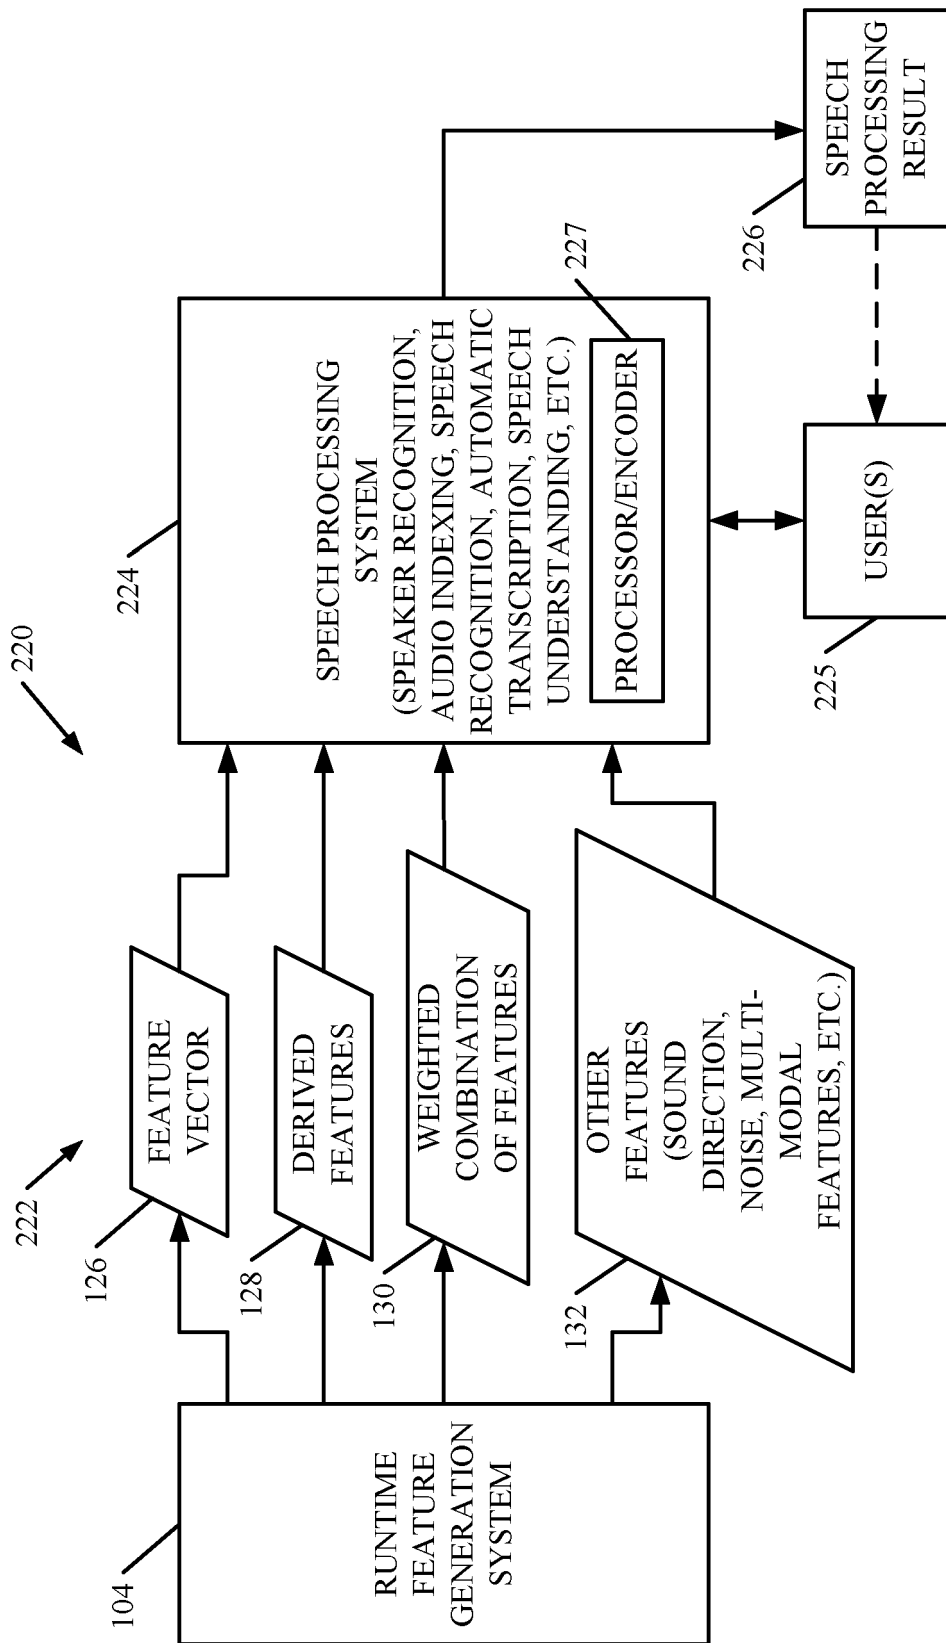 220
222
104
RUNTIME
FEATURE
GENERATION
SYSTEM
126
FEATURE
VECTOR
128
DERIVED
FEATURES
130
WEIGHTED
COMBINATION
OF FEATURES
132
OTHER
FEATURES
(SOUND
DIRECTION,
NOISE, MULTI-
MODAL
FEATURES, ETC.)
224
SPEECH PROCESSING
SYSTEM
(SPEAKER RECOGNITION,
AUDIO INDEXING, SPEECH
RECOGNITION, AUTOMATIC
TRANSCRIPTION, SPEECH
UNDERSTANDING, ETC.)
PROCESSOR/ENCODER
227
225
USER(S)
226
SPEECH
PROCESSING
RESULT